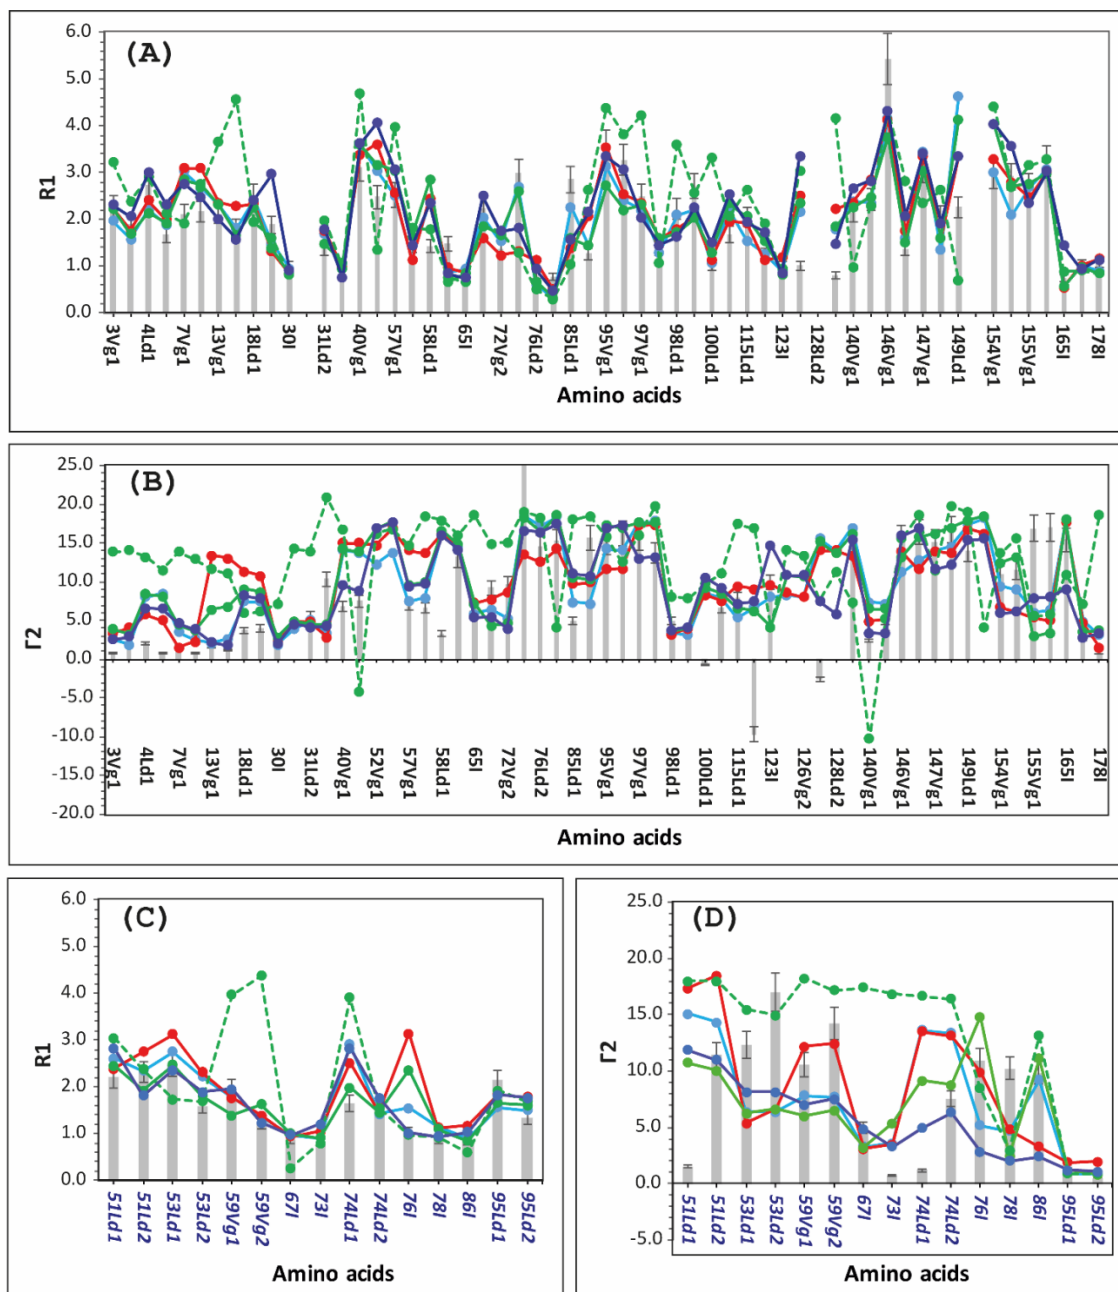 (A)
6.0
5.0
4.0
3.0
2.0
1.0
0.0
R1
3Vg1 4Ld1 7Vg1 13Vg1 18Ld1 30I 31Ld2 40Vg1 57Vg1 58Ld1 65I 72Vg2 76Ld2 85Ld1 95Vg1 97Vg1 98Ld1 100Ld1 115Ld1 123I 128Ld2 140Vg1 146Vg1 147Vg1 149Ld1 154Vg1 155Vg1 165I 178I
Amino acids
(B)
25.0
20.0
15.0
10.0
5.0
0.0
-5.0
-10.0
-15.0
-20.0
Γ2
3Vg1 4Ld1 7Vg1 13Vg1 18Ld1 30I 31Ld2 40Vg1 52Vg1 57Vg1 58Ld1 65I 72Vg2 76Ld2 85Ld1 95Vg1 97Vg1 98Ld1 100Ld1 115Ld1 123I 126Vg2 128Ld2 140Vg1 146Vg1 147Vg1 149Ld1 154Vg1 155Vg1 165I 178I
Amino acids
(C)
6.0
5.0
4.0
3.0
2.0
1.0
0.0
R1
51Ld1 51Ld2 53Ld1 53Ld2 59Vg1 59Vg2 67I 73I 74Ld1 74Ld2 76I 78I 86I 95Ld1 95Ld2
Amino acids
(D)
25.0
20.0
15.0
10.0
5.0
0.0
-5.0
Γ2
51Ld1 51Ld2 53Ld1 53Ld2 59Vg1 59Vg2 67I 73I 74Ld1 74Ld2 76I 78I 86I 95Ld1 95Ld2
Amino acids